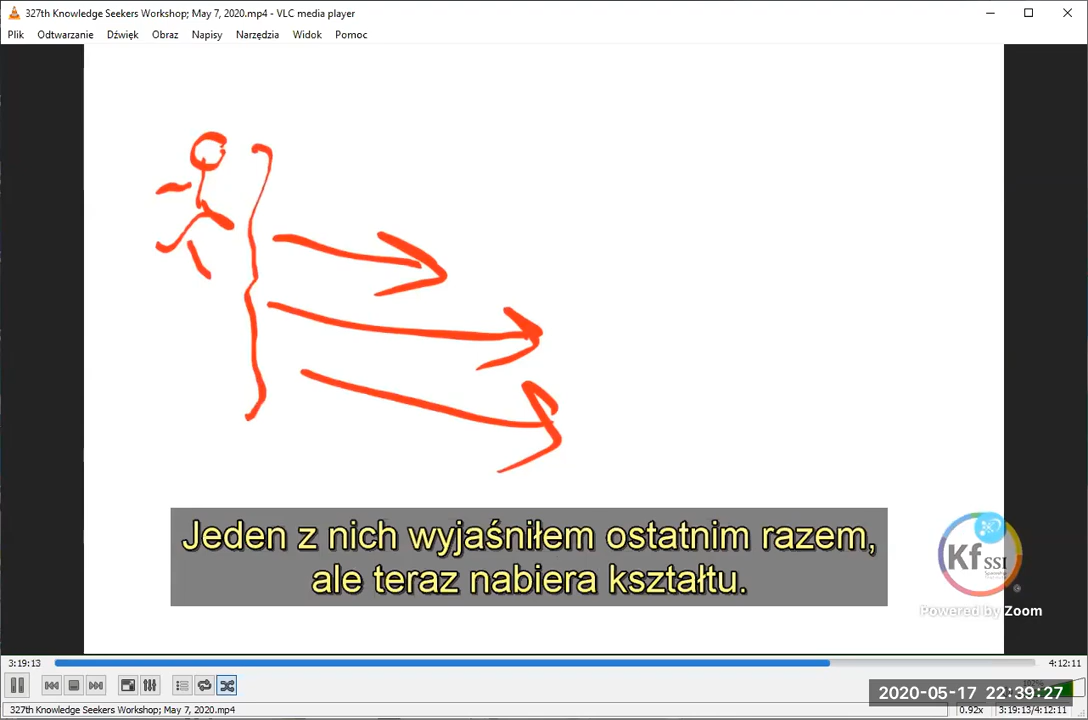 327th Knowledge Seekers Workshop; May 7, 2020.mp4 - VLC media player
Plik Odtwarzanie Dźwięk Obraz Napisy Narzędzia Widok Pomoc
Jeden z nich wyjaśniłem ostatnim razem,
ale teraz nabiera kształtu.
Kf SSI
Powered by Zoom
3:19:13 4:12:11
102%
2020-05-17 22:39:27
327th Knowledge Seekers Workshop; May 7, 2020.mp4 0.92x 3:19:13/4:12:11